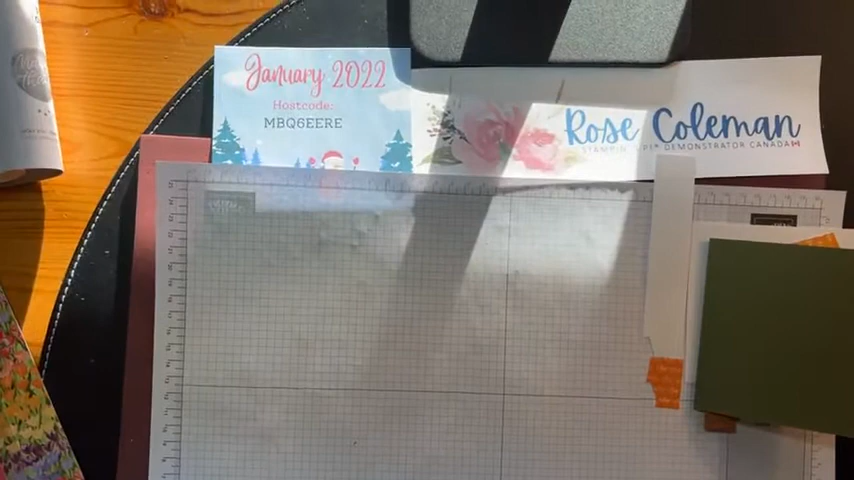 January 2022
Hostcode:
MBQ6EERE
Rose Coleman
STAMPIN' UP!® DEMONSTRATOR CANADA